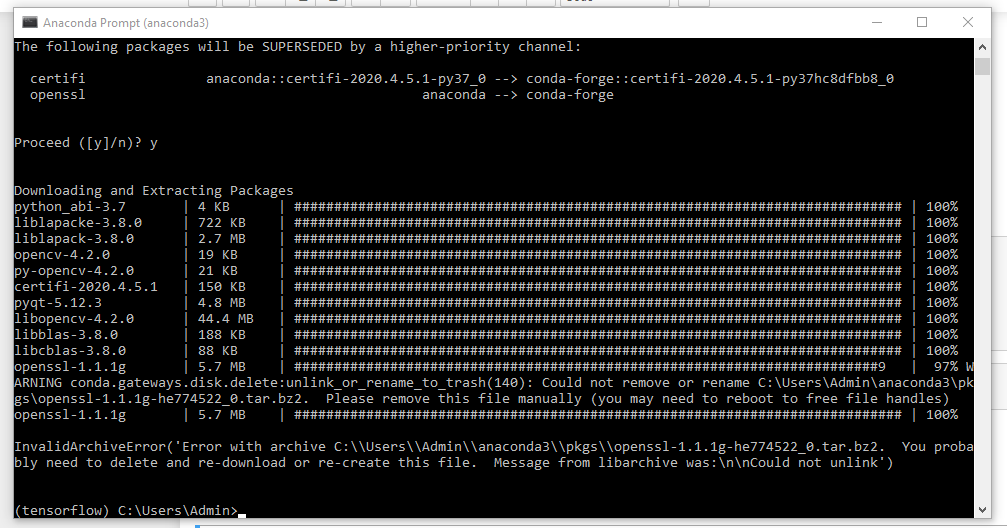 Anaconda Prompt (anaconda3)
The following packages will be SUPERSEDED by a higher-priority channel:
certifi anaconda::certifi-2020.4.5.1-py37_0 --> conda-forge::certifi-2020.4.5.1-py37hc8dfbb8_0
openssl anaconda --> conda-forge
Proceed ([y]/n)? y
Downloading and Extracting Packages
python_abi-3.7 | 4 KB | ############################################################################ | 100%
liblapacke-3.8.0 | 722 KB | ############################################################################ | 100%
liblapack-3.8.0 | 2.7 MB | ############################################################################ | 100%
opencv-4.2.0 | 19 KB | ############################################################################ | 100%
py-opencv-4.2.0 | 21 KB | ############################################################################ | 100%
certifi-2020.4.5.1 | 150 KB | ############################################################################ | 100%
pyqt-5.12.3 | 4.8 MB | ############################################################################ | 100%
libopencv-4.2.0 | 44.4 MB | ############################################################################ | 100%
libblas-3.8.0 | 188 KB | ############################################################################ | 100%
libcblas-3.8.0 | 88 KB | ############################################################################ | 100%
openssl-1.1.1g | 5.7 MB | #########################################################################9 | 97% W
ARNING conda.gateways.disk.delete:unlink_or_rename_to_trash(140): Could not remove or rename C:\Users\Admin\anaconda3\pk
gs\openssl-1.1.1g-he774522_0.tar.bz2.  Please remove this file manually (you may need to reboot to free file handles)
openssl-1.1.1g | 5.7 MB | ############################################################################ | 100%
InvalidArchiveError('Error with archive C:\\Users\\Admin\\anaconda3\\pkgs\\openssl-1.1.1g-he774522_0.tar.bz2.  You proba
bly need to delete and re-download or re-create this file.  Message from libarchive was:\n\nCould not unlink')
(tensorflow) C:\Users\Admin>